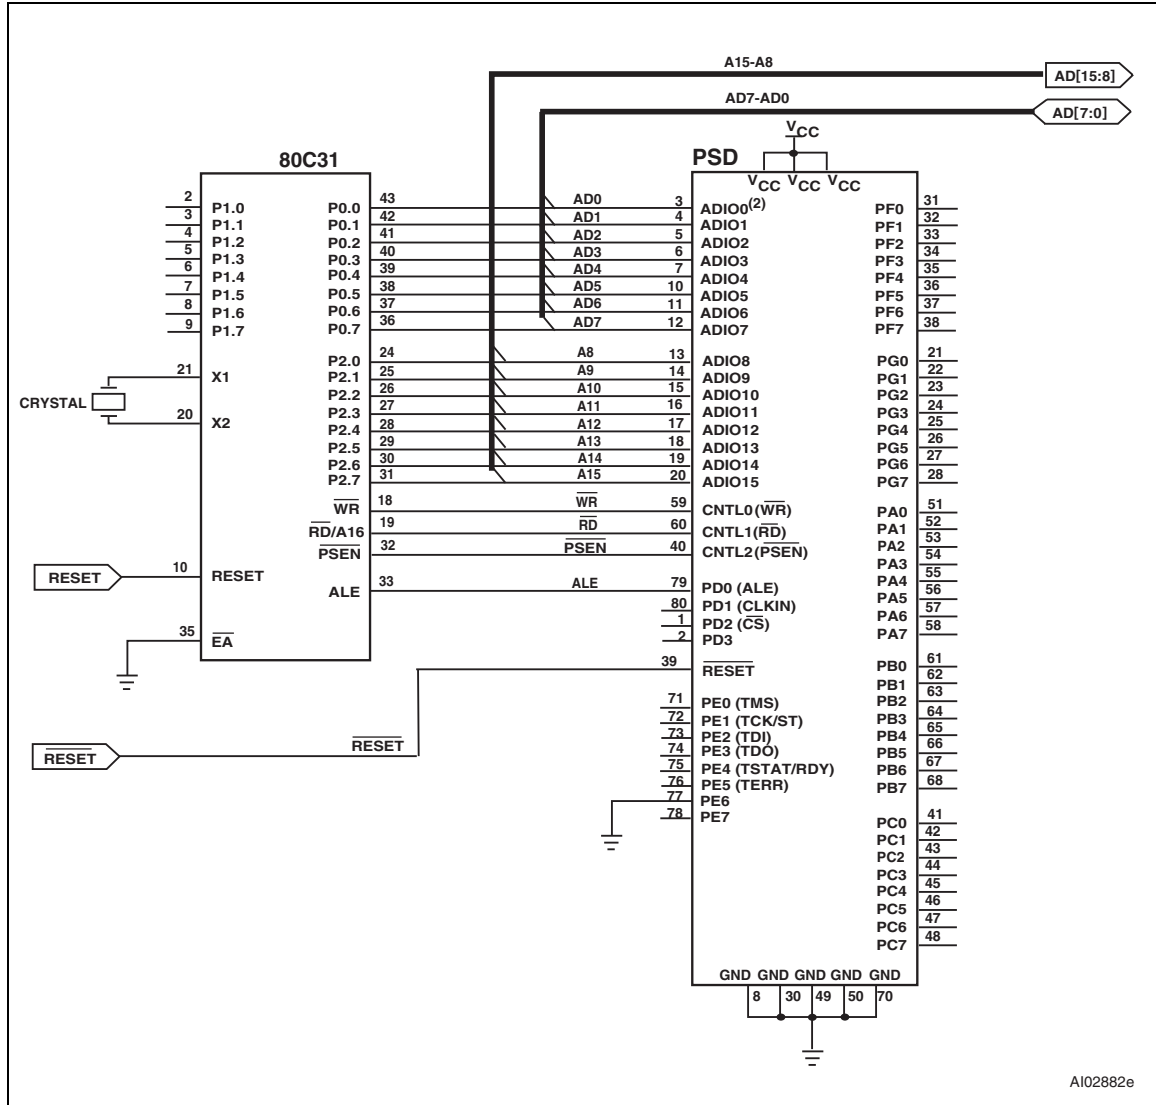 A15-A8
AD[15:8]
AD7-AD0
AD[7:0]
VCC
80C31
PSD
VCC VCC VCC
2 P1.0
3 P1.1
4 P1.2
5 P1.3
6 P1.4
7 P1.5
8 P1.6
9 P1.7
21 X1
CRYSTAL
20 X2
RESET
10 RESET
35 EA
P0.0 43
P0.1 42
P0.2 41
P0.3 40
P0.4 39
P0.5 38
P0.6 37
P0.7 36
P2.0 24
P2.1 25
P2.2 26
P2.3 27
P2.4 28
P2.5 29
P2.6 30
P2.7 31
WR 18
RD/A16 19
PSEN 32
ALE 33
AD0
AD1
AD2
AD3
AD4
AD5
AD6
AD7
A8
A9
A10
A11
A12
A13
A14
A15
WR
RD
PSEN
ALE
RESET
RESET
3 ADIO0(2)
4 ADIO1
5 ADIO2
6 ADIO3
7 ADIO4
10 ADIO5
11 ADIO6
12 ADIO7
13 ADIO8
14 ADIO9
15 ADIO10
16 ADIO11
17 ADIO12
18 ADIO13
19 ADIO14
20 ADIO15
59 CNTL0(WR)
60 CNTL1(RD)
40 CNTL2(PSEN)
79 PD0 (ALE)
80 PD1 (CLKIN)
1 PD2 (CS)
2 PD3
39 RESET
71 PE0 (TMS)
72 PE1 (TCK/ST)
73 PE2 (TDI)
74 PE3 (TDO)
75 PE4 (TSTAT/RDY)
76 PE5 (TERR)
77 PE6
78 PE7
PF0 31
PF1 32
PF2 33
PF3 34
PF4 35
PF5 36
PF6 37
PF7 38
PG0 21
PG1 22
PG2 23
PG3 24
PG4 25
PG5 26
PG6 27
PG7 28
PA0 51
PA1 52
PA2 53
PA3 54
PA4 55
PA5 56
PA6 57
PA7 58
PB0 61
PB1 62
PB2 63
PB3 64
PB4 65
PB5 66
PB6 67
PB7 68
PC0 41
PC1 42
PC2 43
PC3 44
PC4 45
PC5 46
PC6 47
PC7 48
GND GND GND GND GND
8 30 49 50 70
AI02882e